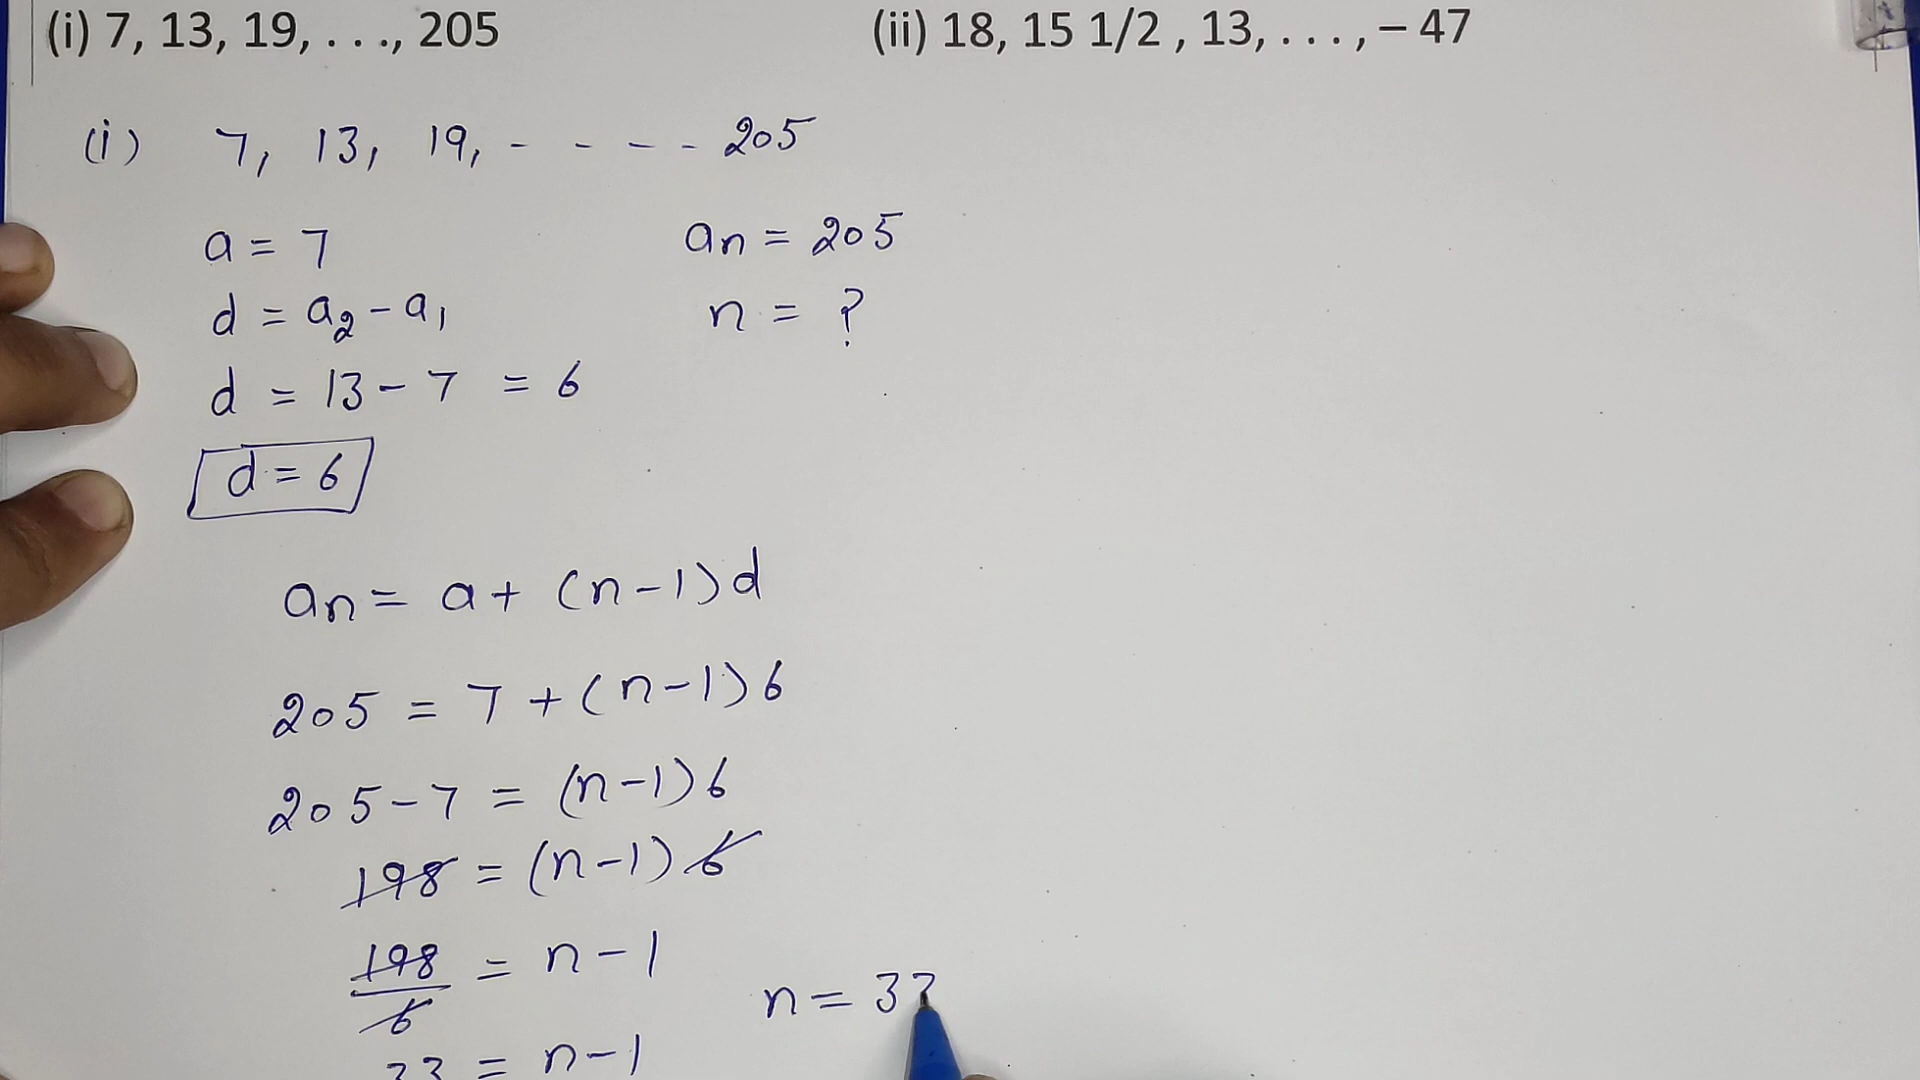 (i) 7, 13, 19, . . ., 205 (ii) 18, 15 1/2 , 13, . . . , – 47
(i) 7, 13, 19, - - - - 205
a = 7 an = 205
d = a2 - a1 n = ?
d = 13 - 7 = 6
d = 6
an = a + (n-1)d
205 = 7 + (n-1)6
205-7 = (n-1)6
198 = (n-1) 6
198/6 = n-1
n = 33
33 = n-1